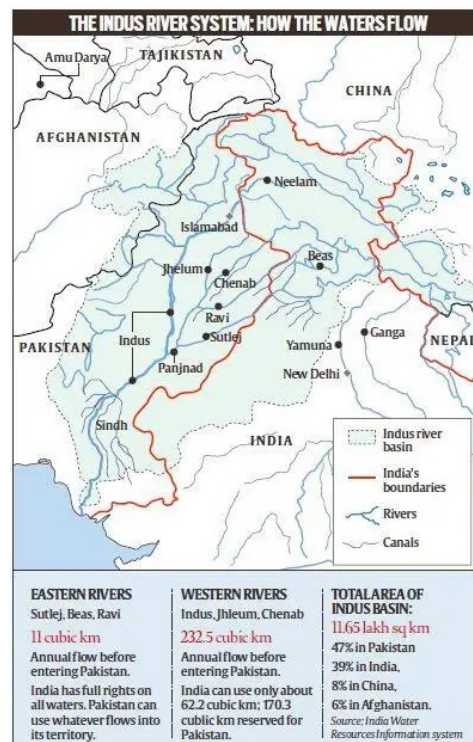 THE INDUS RIVER SYSTEM: HOW THE WATERS FLOW
Amu Darya
TAJIKISTAN
CHINA
AFGHANISTAN
Neelam
Islamabad
Jhelum
Chenab
Beas
Ravi
Indus
Sutlej
Yamuna
Ganga
NEPAL
PAKISTAN
Panjnad
New Delhi
Sindh
INDIA
Indus river
basin
India's
boundaries
Rivers
Canals
EASTERN RIVERS
Sutlej, Beas, Ravi
11 cubic km
Annual flow before
entering Pakistan.
India has full rights on
all waters. Pakistan can
use whatever flows into
its territory.
WESTERN RIVERS
Indus, Jhleum, Chenab
232.5 cubic km
Annual flow before
entering Pakistan.
India can use only about
62.2 cubic km; 170.3
cublic km reserved for
Pakistan.
TOTAL AREA OF
INDUS BASIN:
11.65 lakh sq km
47% in Pakistan
39% in India,
8% in China,
6% in Afghanistan.
Source: India Water
Resources Information system